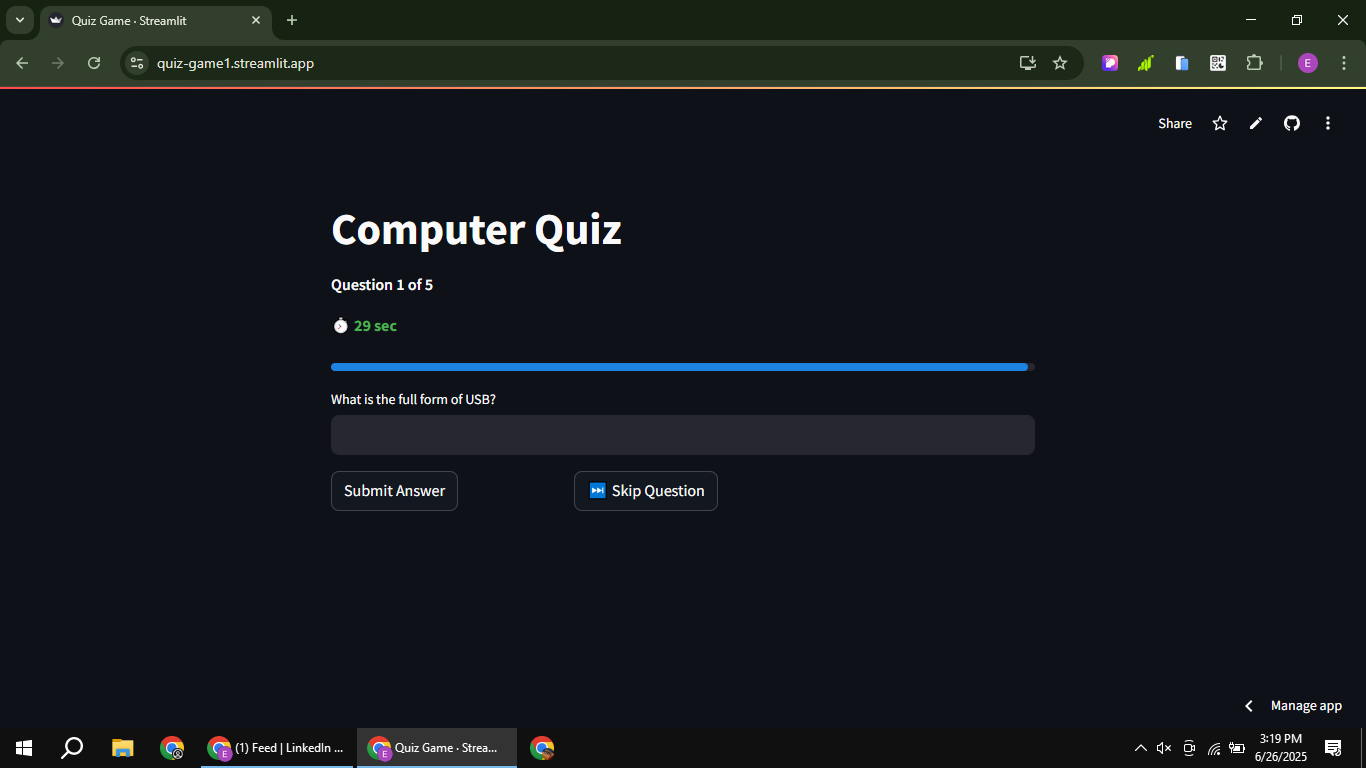 Quiz Game · Streamlit
quiz-game1.streamlit.app
E
Share
Computer Quiz
Question 1 of 5
29 sec
What is the full form of USB?
Submit Answer
Skip Question
Manage app
(1) Feed | LinkedIn ...
Quiz Game · Strea...
E
E
3:19 PM
6/26/2025